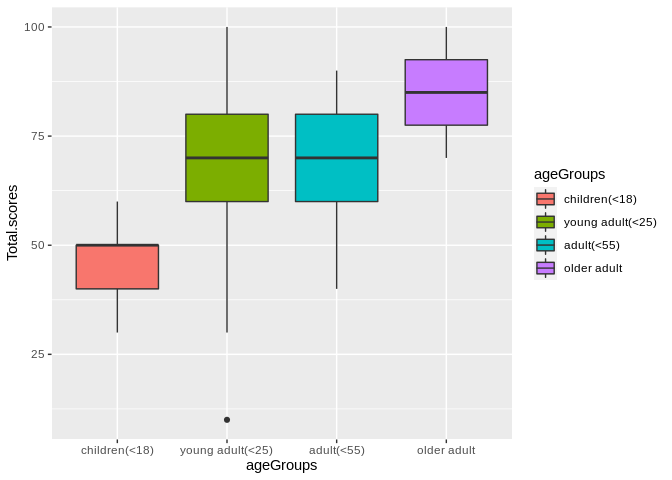 100
75
50
25
Total.scores
children(<18)
young adult(<25)
adult(<55)
older adult
ageGroups
ageGroups
children(<18)
young adult(<25)
adult(<55)
older adult